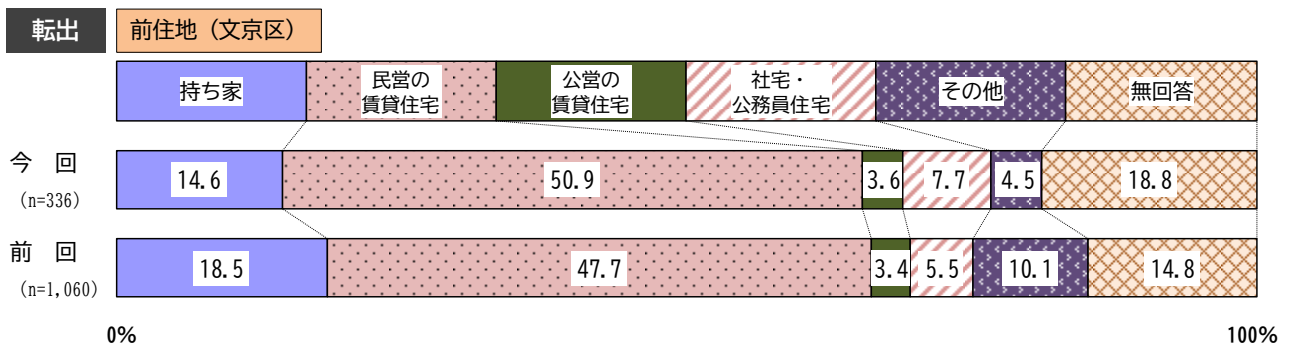 転出 前住地（文京区）
持ち家 民営の 公営の 社宅・ その他 無回答
賃貸住宅 賃貸住宅 公務員住宅
今 回 14.6 50.9 3.6 7.7 4.5 18.8
(n=336)
前 回 18.5 47.7 3.4 5.5 10.1 14.8
(n=1,060)
0% 100%